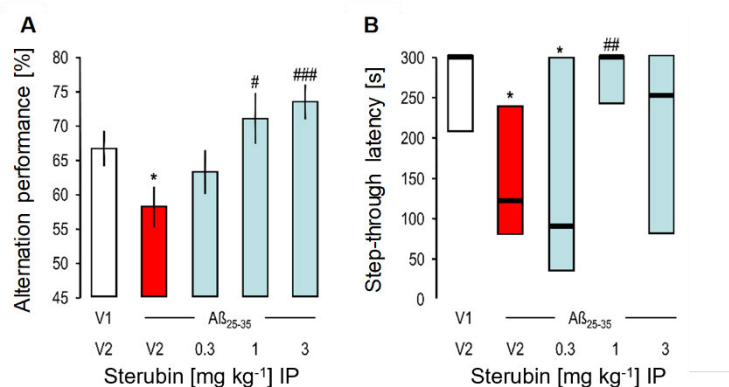 A
Alternation performance [%]
80
75
70
65
60
55
50
45
*
#
###
V1
Aß25-35
V2
V2
0.3
1
3
Sterubin [mg kg-1] IP
B
Step-through latency [s]
300
250
200
150
100
50
0
*
*
##
V1
Aß25-35
V2
V2
0.3
1
3
Sterubin [mg kg-1] IP